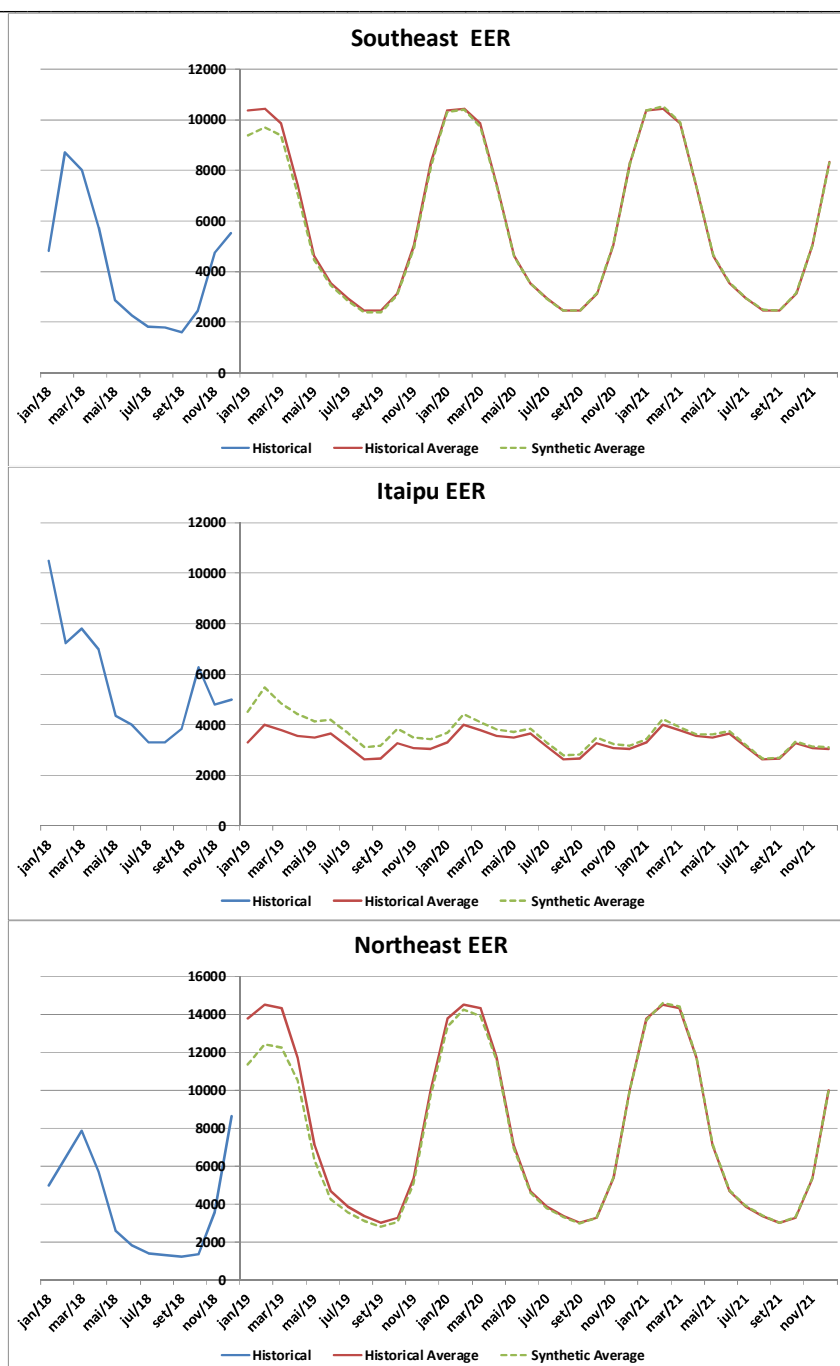 Southeast EER
12000
10000
8000
6000
4000
2000
0
jan/18 mar/18 mai/18 jul/18 set/18 nov/18 jan/19 mar/19 mai/19 jul/19 set/19 nov/19 jan/20 mar/20 mai/20 jul/20 set/20 nov/20 jan/21 mar/21 mai/21 jul/21 set/21 nov/21
Historical Historical Average Synthetic Average
Itaipu EER
12000
10000
8000
6000
4000
2000
0
jan/18 mar/18 mai/18 jul/18 set/18 nov/18 jan/19 mar/19 mai/19 jul/19 set/19 nov/19 jan/20 mar/20 mai/20 jul/20 set/20 nov/20 jan/21 mar/21 mai/21 jul/21 set/21 nov/21
Historical Historical Average Synthetic Average
Northeast EER
16000
14000
12000
10000
8000
6000
4000
2000
0
jan/18 mar/18 mai/18 jul/18 set/18 nov/18 jan/19 mar/19 mai/19 jul/19 set/19 nov/19 jan/20 mar/20 mai/20 jul/20 set/20 nov/20 jan/21 mar/21 mai/21 jul/21 set/21 nov/21
Historical Historical Average Synthetic Average